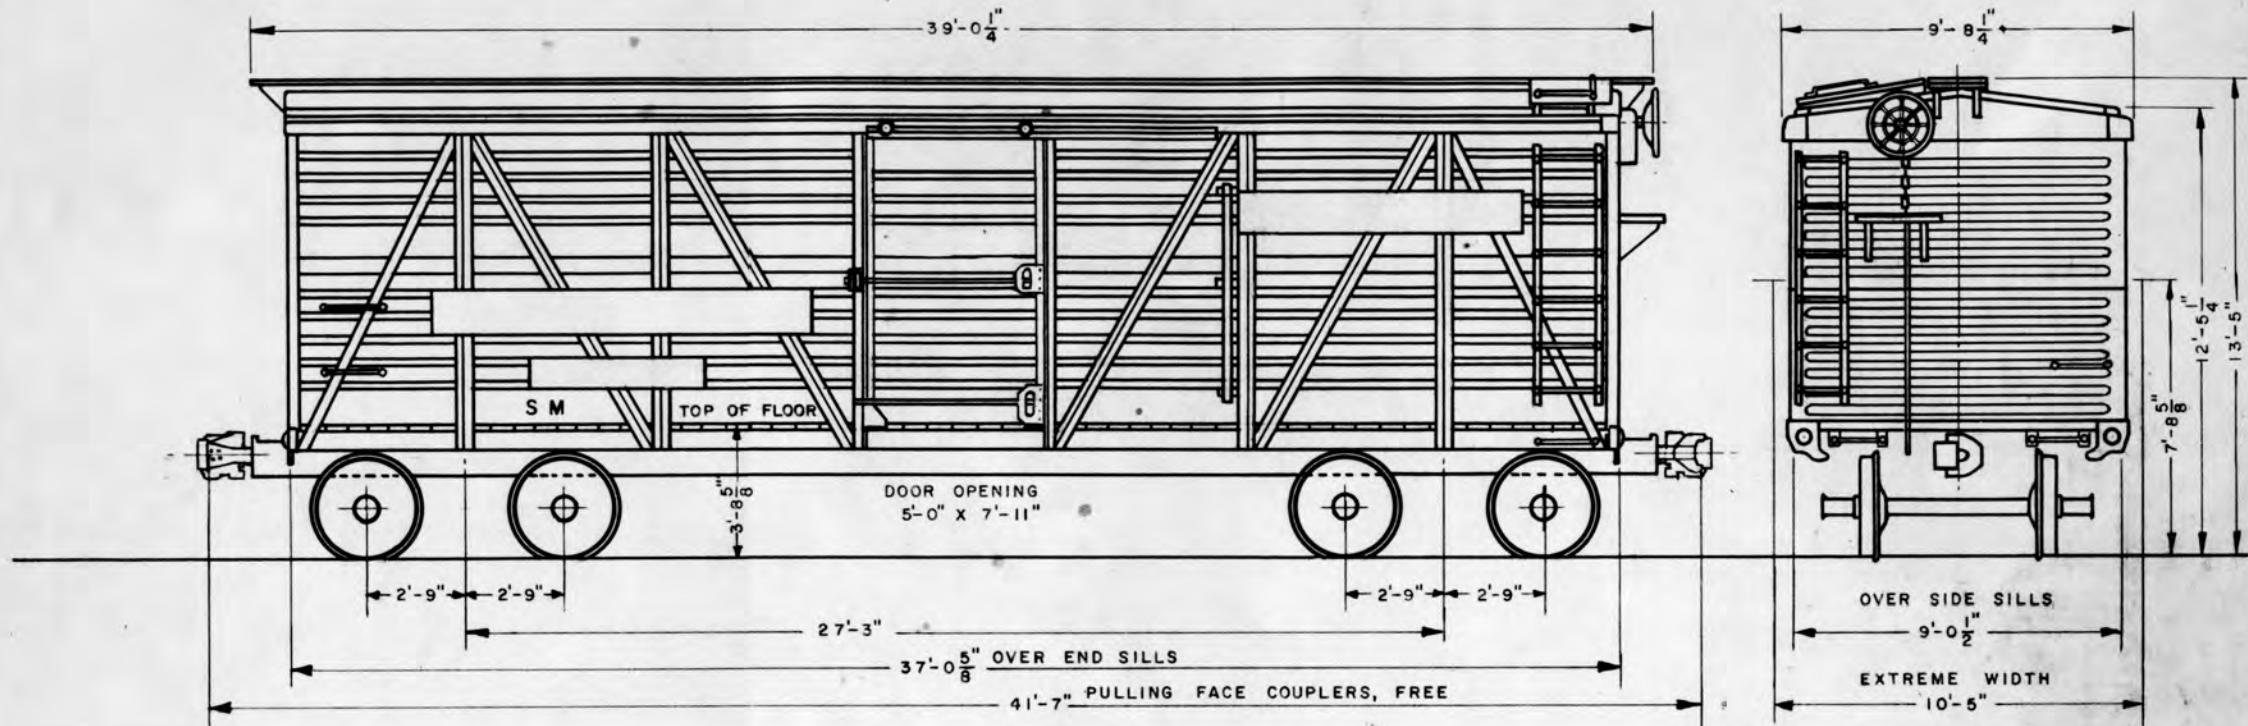 39'-0 1/4"
9'-8 1/4"
S M
TOP OF FLOOR
3'-8 5/8"
DOOR OPENING
5'-0" X 7'-11"
7'-8 5/8"
12'-5 1/4"
13'-5"
2'-9"
2'-9"
2'-9"
2'-9"
27'-3"
37'-0 5/8" OVER END SILLS
41'-7" PULLING FACE COUPLERS, FREE
OVER SIDE SILLS
9'-0 1/2"
EXTREME WIDTH
10'-5"